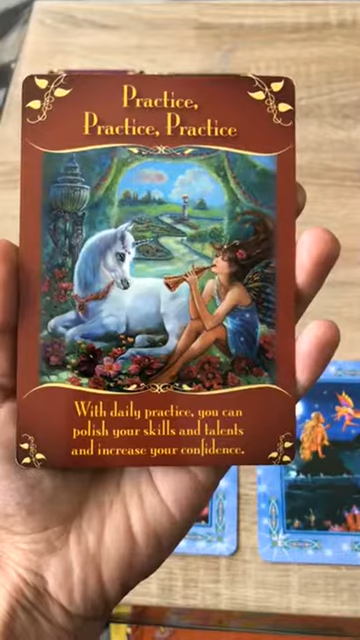 Practice,
Practice, Practice
With daily practice, you can
polish your skills and talents
and increase your confidence.